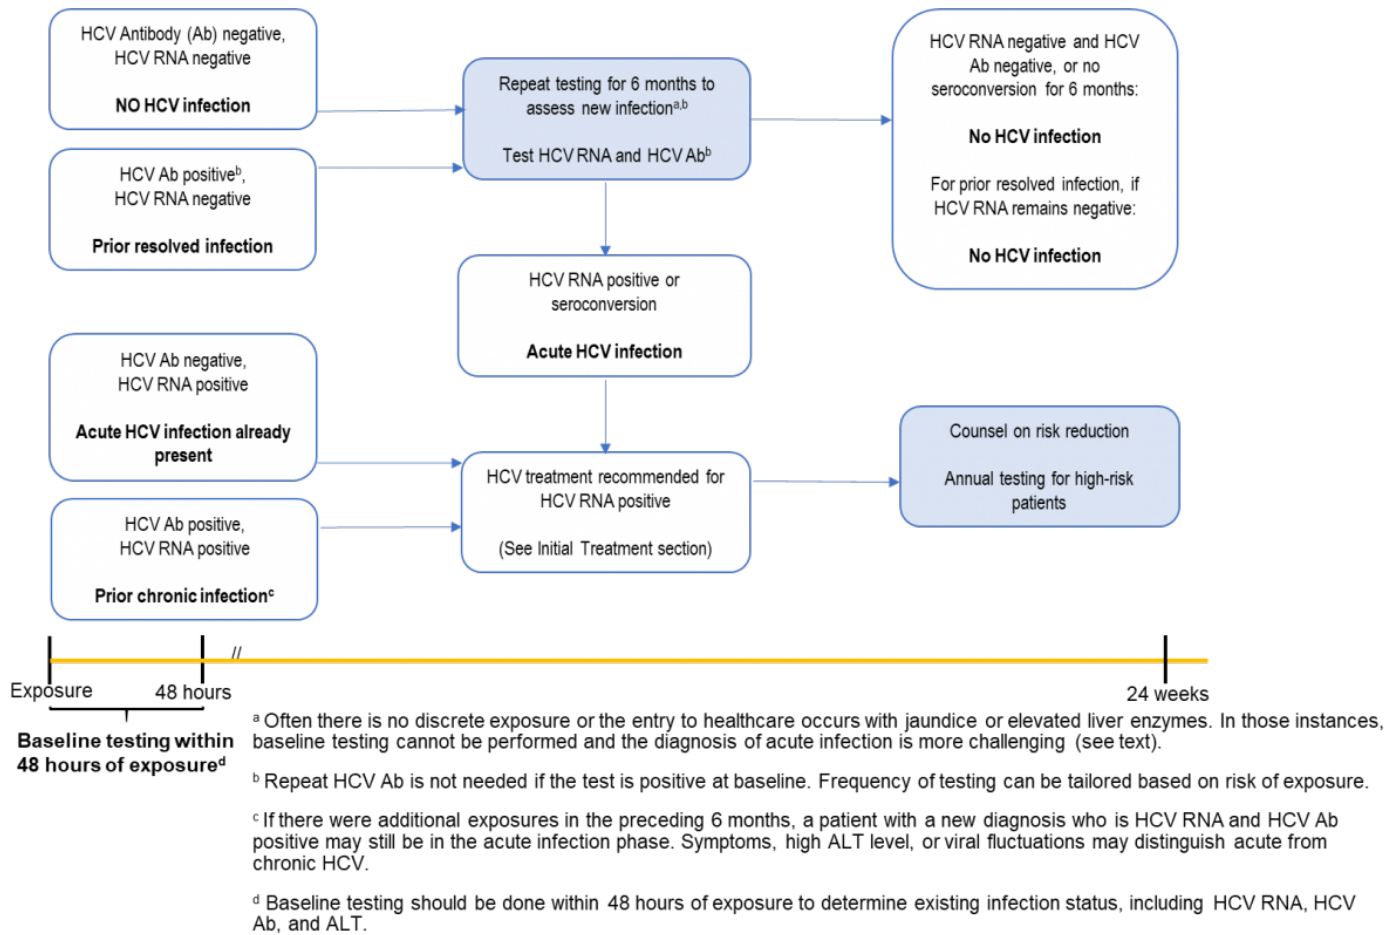 HCV Antibody (Ab) negative,
HCV RNA negative
NO HCV infection
HCV Ab positiveᵇ,
HCV RNA negative
Prior resolved infection
HCV Ab negative,
HCV RNA positive
Acute HCV infection already
present
HCV Ab positive,
HCV RNA positive
Prior chronic infectionᶜ
Repeat testing for 6 months to
assess new infectionᵃ,ᵇ
Test HCV RNA and HCV Abᵇ
HCV RNA positive or
seroconversion
Acute HCV infection
HCV treatment recommended for
HCV RNA positive
(See Initial Treatment section)
HCV RNA negative and HCV
Ab negative, or no
seroconversion for 6 months:
No HCV infection
For prior resolved infection, if
HCV RNA remains negative:
No HCV infection
Counsel on risk reduction
Annual testing for high-risk
patients
//
Exposure
48 hours
24 weeks
Baseline testing within
48 hours of exposureᵈ
ᵃ Often there is no discrete exposure or the entry to healthcare occurs with jaundice or elevated liver enzymes. In those instances,
baseline testing cannot be performed and the diagnosis of acute infection is more challenging (see text).
ᵇ Repeat HCV Ab is not needed if the test is positive at baseline. Frequency of testing can be tailored based on risk of exposure.
ᶜ If there were additional exposures in the preceding 6 months, a patient with a new diagnosis who is HCV RNA and HCV Ab
positive may still be in the acute infection phase. Symptoms, high ALT level, or viral fluctuations may distinguish acute from
chronic HCV.
ᵈ Baseline testing should be done within 48 hours of exposure to determine existing infection status, including HCV RNA, HCV
Ab, and ALT.